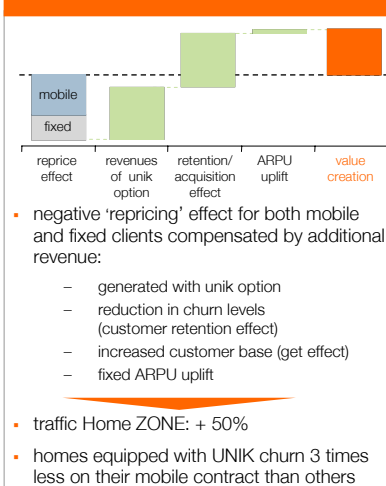 mobile
fixed
reprice
effect
revenues
of unik
option
retention/
acquisition
effect
ARPU
uplift
value
creation
▪ negative 'repricing' effect for both mobile
and fixed clients compensated by additional
revenue:
– generated with unik option
– reduction in churn levels
(customer retention effect)
– increased customer base (get effect)
– fixed ARPU uplift
▪ traffic Home ZONE: + 50%
▪ homes equipped with UNIK churn 3 times
less on their mobile contract than others